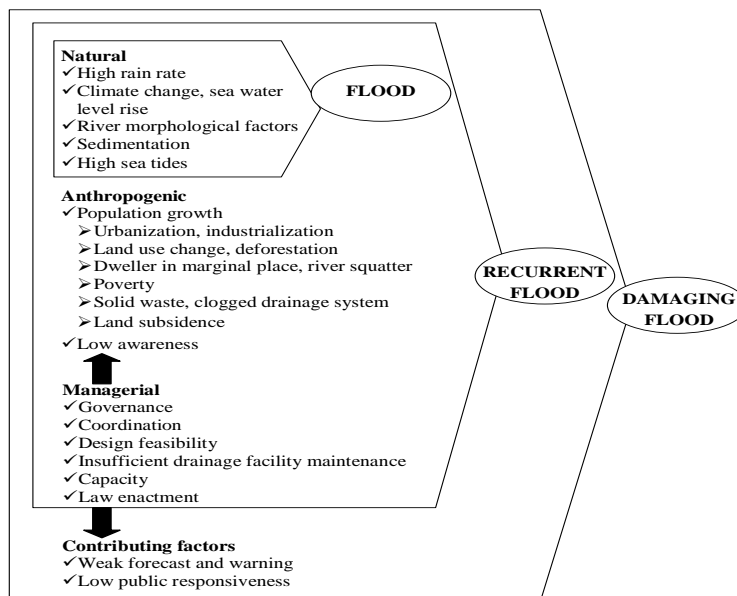 Natural
✓High rain rate
✓Climate change, sea water
level rise
✓River morphological factors
✓Sedimentation
✓High sea tides
FLOOD
Anthropogenic
✓Population growth
➢Urbanization, industrialization
➢Land use change, deforestation
➢Dweller in marginal place, river squatter
➢Poverty
➢Solid waste, clogged drainage system
➢Land subsidence
✓Low awareness
RECURRENT
FLOOD
DAMAGING
FLOOD
Managerial
✓Governance
✓Coordination
✓Design feasibility
✓Insufficient drainage facility maintenance
✓Capacity
✓Law enactment
Contributing factors
✓Weak forecast and warning
✓Low public responsiveness